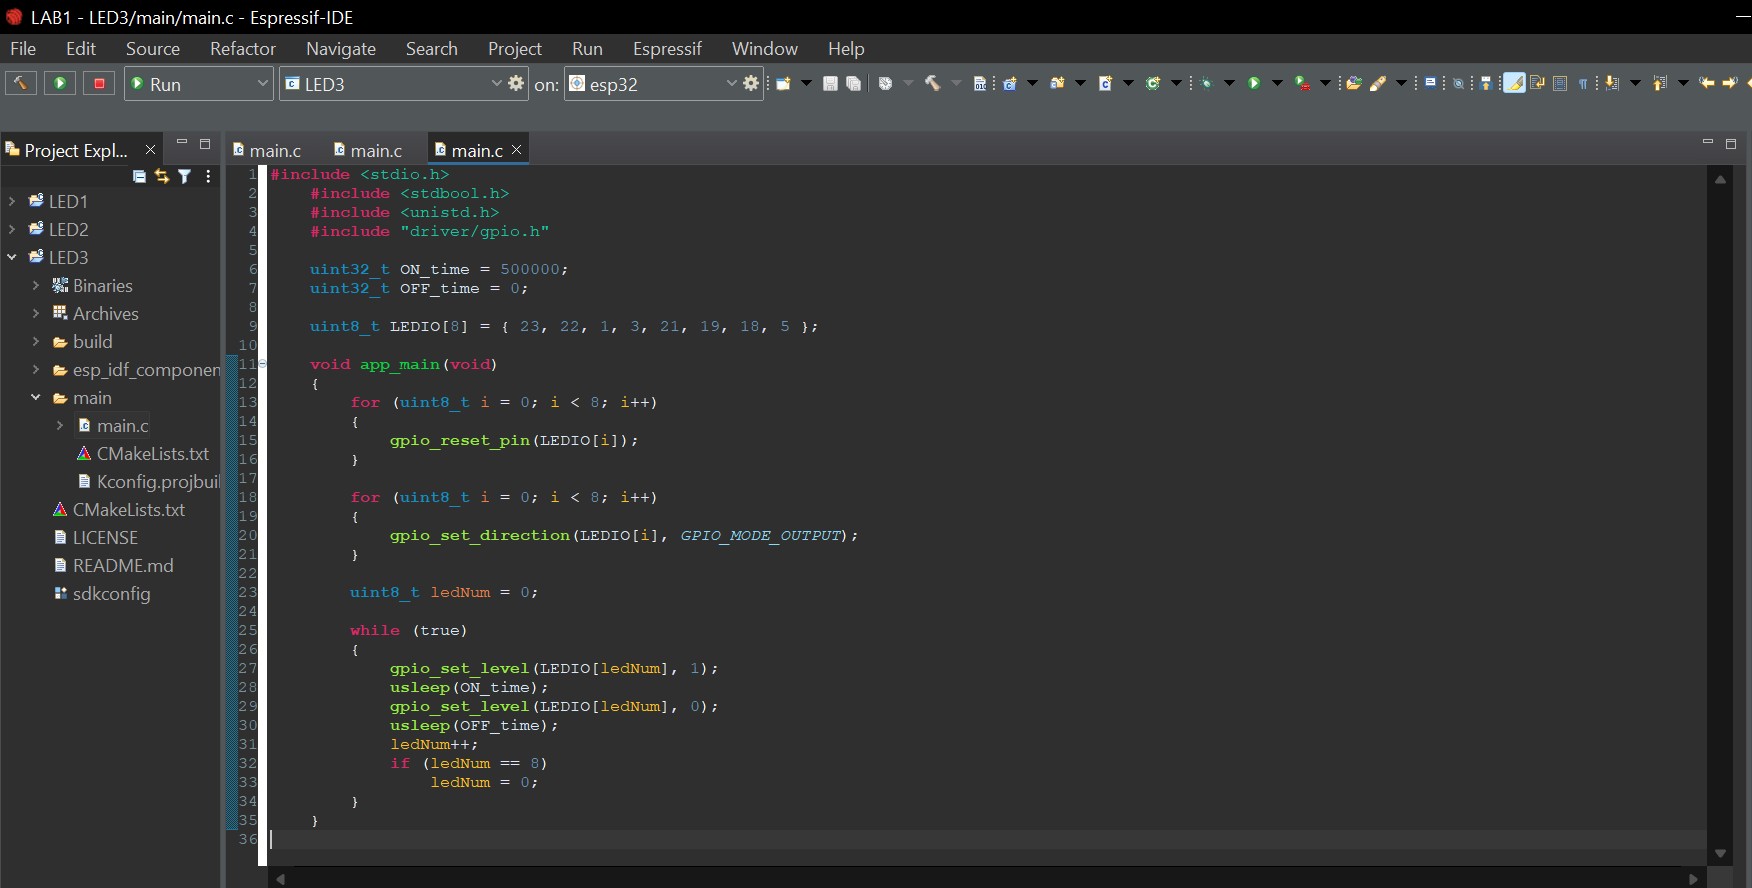 LAB1 - LED3/main/main.c - Espressif-IDE
File Edit Source Refactor Navigate Search Project Run Espressif Window Help
Run LED3 on: esp32
Project Expl...
main.c main.c main.c
LED1
LED2
LED3
Binaries
Archives
build
esp_idf_componen
main
main.c
CMakeLists.txt
Kconfig.projbuil
CMakeLists.txt
LICENSE
README.md
sdkconfig
1 #include <stdio.h>
2     #include <stdbool.h>
3     #include <unistd.h>
4     #include "driver/gpio.h"
5
6     uint32_t ON_time = 500000;
7     uint32_t OFF_time = 0;
8
9     uint8_t LEDIO[8] = { 23, 22, 1, 3, 21, 19, 18, 5 };
10
11     void app_main(void)
12     {
13         for (uint8_t i = 0; i < 8; i++)
14         {
15             gpio_reset_pin(LEDIO[i]);
16         }
17
18         for (uint8_t i = 0; i < 8; i++)
19         {
20             gpio_set_direction(LEDIO[i], GPIO_MODE_OUTPUT);
21         }
22
23         uint8_t ledNum = 0;
24
25         while (true)
26         {
27             gpio_set_level(LEDIO[ledNum], 1);
28             usleep(ON_time);
29             gpio_set_level(LEDIO[ledNum], 0);
30             usleep(OFF_time);
31             ledNum++;
32             if (ledNum == 8)
33                 ledNum = 0;
34         }
35     }
36